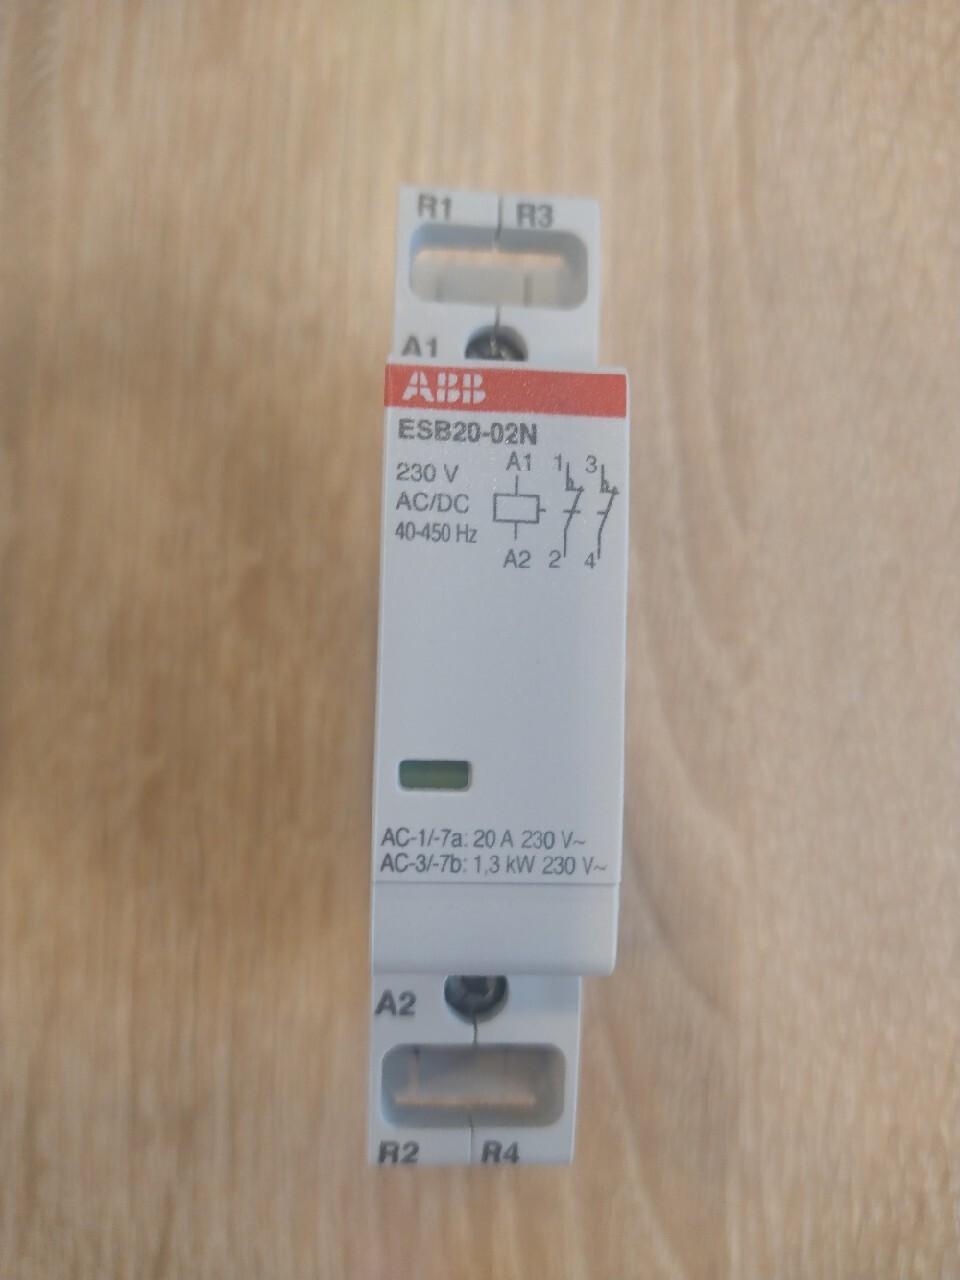 R1 R3
A1
ABB
ESB20-02N
230 V
AC/DC
40-450 Hz
A1 1 3
A2 2 4
AC-1/-7a: 20 A 230 V~
AC-3/-7b: 1,3 kW 230 V~
A2
R2 R4